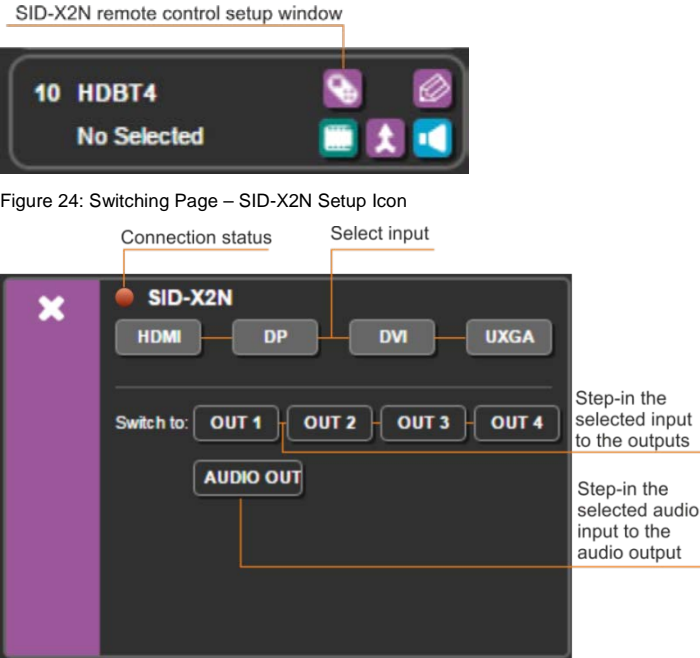 SID-X2N remote control setup window
10 HDBT4
No Selected
Figure 24: Switching Page – SID-X2N Setup Icon
Connection status
Select input
SID-X2N
HDMI DP DVI UXGA
Switch to: OUT 1 OUT 2 OUT 3 OUT 4
AUDIO OUT
Step-in the
selected input
to the outputs
Step-in the
selected audio
input to the
audio output